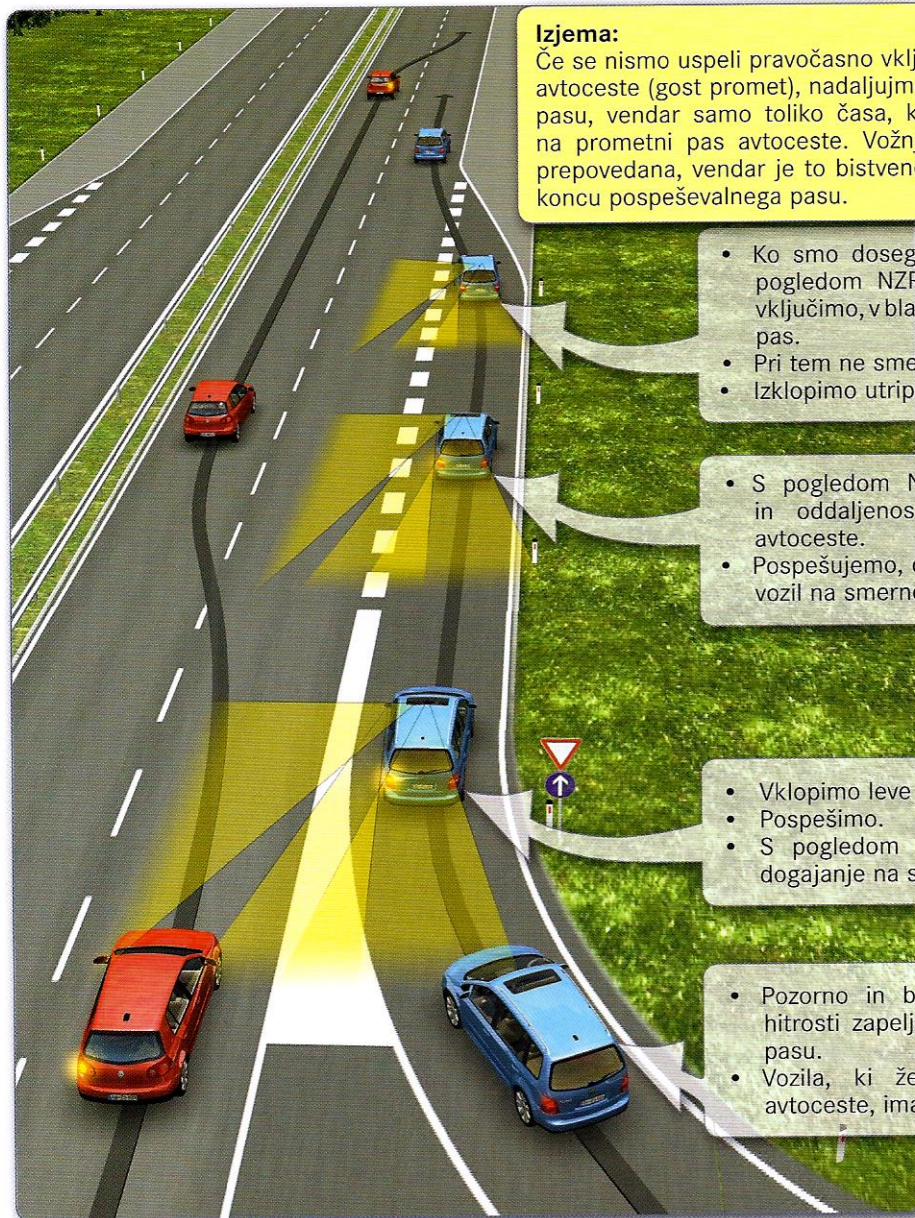 Izjema:
Če se nismo uspeli pravočasno vklj
avtoceste (gost promet), nadaljujm
pasu, vendar samo toliko časa, k
na prometni pas avtoceste. Vožnj
prepovedana, vendar je to bistveno
koncu pospeševalnega pasu.
• Ko smo doseg
pogledom NZR
vključimo, v bla
pas.
• Pri tem ne sme
• Izklopimo utrip
• S pogledom N
in oddaljenos
avtoceste.
• Pospešujemo,
vozil na smerne
• Vklopimo leve
• Pospešimo.
• S pogledom
dogajanje na s
• Pozorno in b
hitrosti zapelj
pasu.
• Vozila, ki že
avtoceste, ima